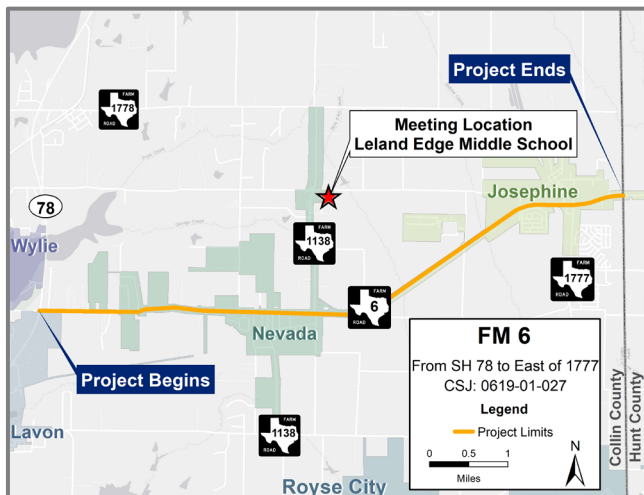 Project Ends
FARM
1778
ROAD
Meeting Location
Leland Edge Middle School
Josephine
78
FARM
1138
ROAD
Wylie
FARM
1777
ROAD
FARM
6
ROAD
Nevada
FM 6
From SH 78 to East of 1777
CSJ: 0619-01-027
Legend
Project Limits
0 0.5 1
Miles
N
Project Begins
Collin County
Hunt County
Lavon
FARM
1138
ROAD
Royse City